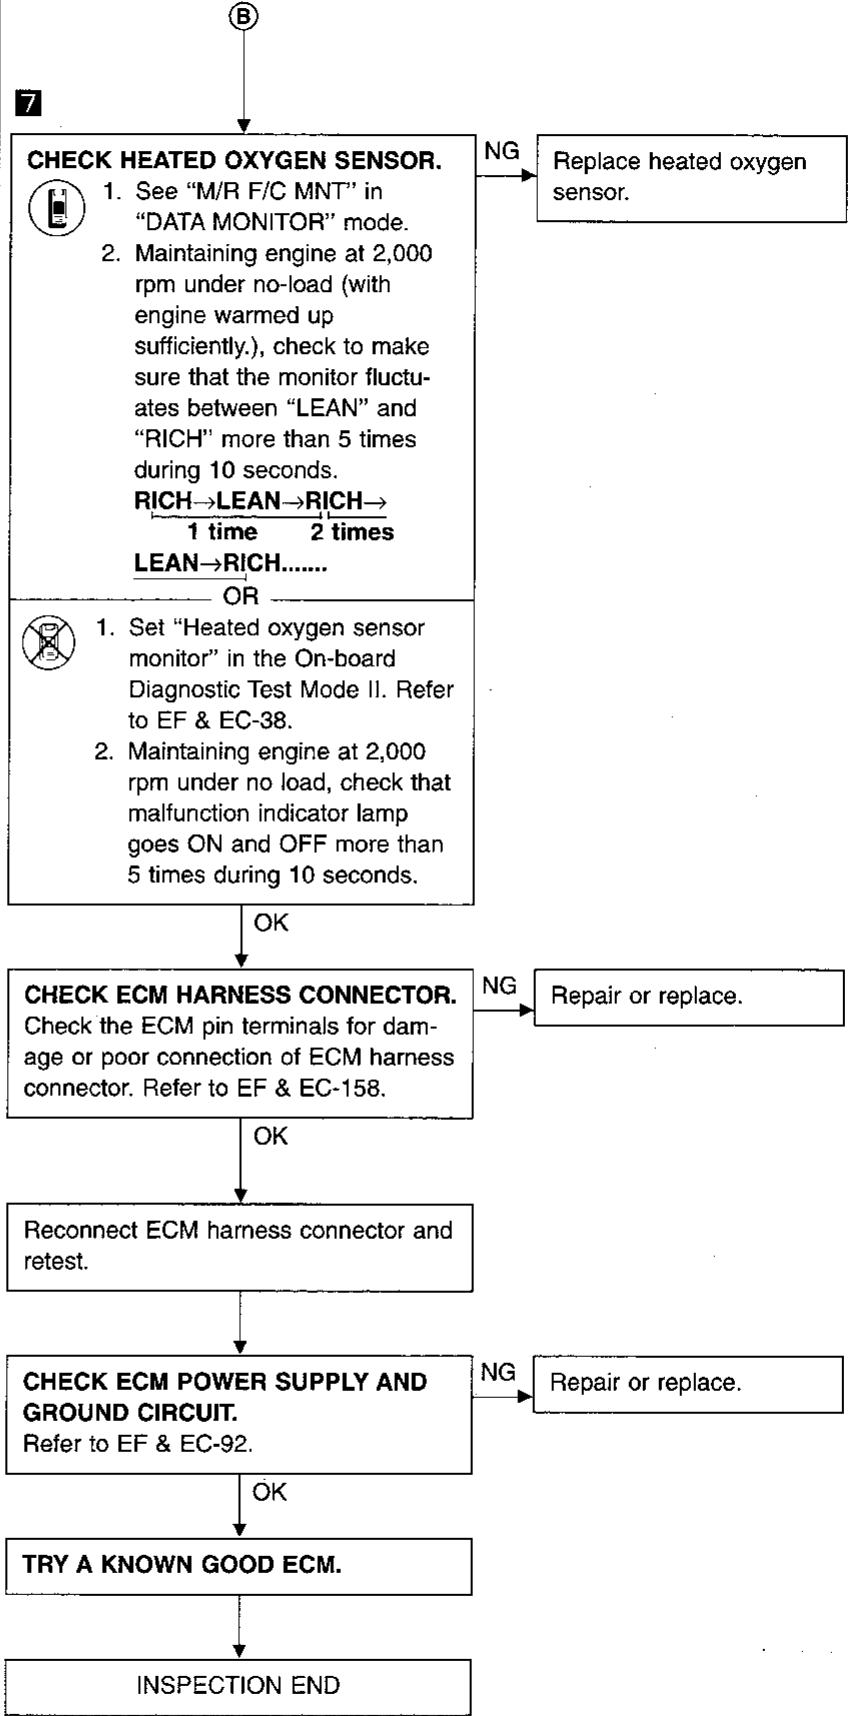 B
7
CHECK HEATED OXYGEN SENSOR.
1. See “M/R F/C MNT” in
“DATA MONITOR” mode.
2. Maintaining engine at 2,000
rpm under no-load (with
engine warmed up
sufficiently.), check to make
sure that the monitor fluctu-
ates between “LEAN” and
“RICH” more than 5 times
during 10 seconds.
RICH→LEAN→RICH→
1 time 2 times
LEAN→RICH.......
NG
Replace heated oxygen
sensor.
OR
1. Set “Heated oxygen sensor
monitor” in the On-board
Diagnostic Test Mode II. Refer
to EF & EC-38.
2. Maintaining engine at 2,000
rpm under no load, check that
malfunction indicator lamp
goes ON and OFF more than
5 times during 10 seconds.
OK
CHECK ECM HARNESS CONNECTOR.
Check the ECM pin terminals for dam-
age or poor connection of ECM harness
connector. Refer to EF & EC-158.
NG
Repair or replace.
OK
Reconnect ECM harness connector and
retest.
CHECK ECM POWER SUPPLY AND
GROUND CIRCUIT.
Refer to EF & EC-92.
NG
Repair or replace.
OK
TRY A KNOWN GOOD ECM.
INSPECTION END